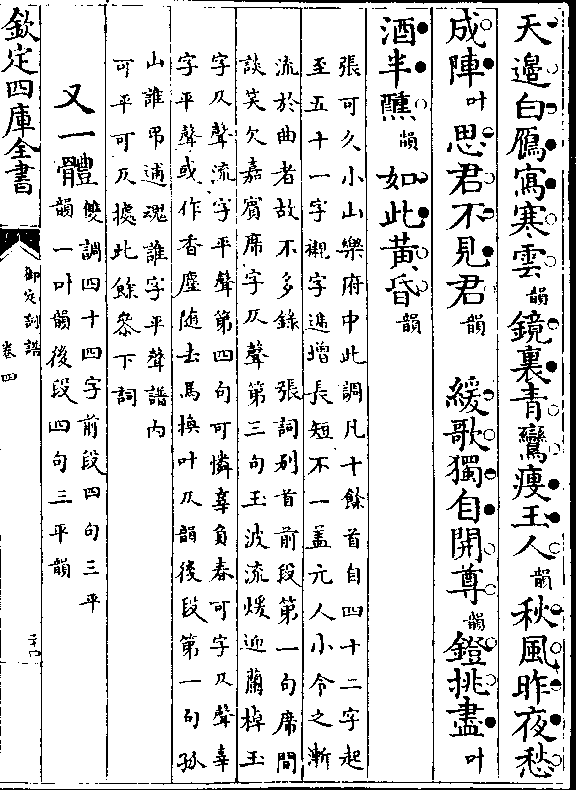 天邉白鴈寫寒雲韻鏡裏青鸞瘦玉人韻秋風昨夜愁
成陣叶思君不見君韻 緩歌獨自開尊韻鐙挑盡叶
酒半醺韻如此黄昏韻
張可久小山樂府中此調凡十餘首自四十二字起
至五十一字襯字遞增長短不一盖元人小令之漸
流於曲者故不多錄 張詞别首前段第一句席間
談笑欠嘉賓席字仄聲第三句玉波流煖迎蘭棹玉
字仄聲流字平聲第四句可憐辜負春可字仄聲辜
字平聲或作香塵隨去馬換叶仄韻後段第一句孤
山誰弔逋魂誰字平聲譜内
可平可仄據此餘叅下詞
又一體雙調四十四字前段四句三平
韻一叶韻後段四句三平韻
欽定四庫全書
御定詞譜
卷四